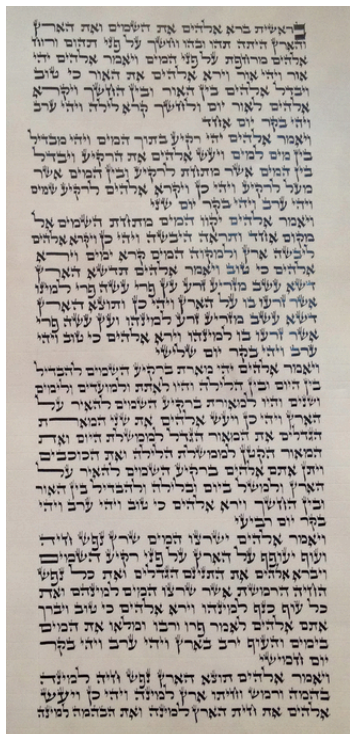 בראשית ברא אלהים את השמים ואת הארץ
והארץ היתה תהו ובהו וחשך על פני תהום ורוח
אלהים מרחפת על פני המים ויאמר אלהים יהי
אור ויהי אור וירא אלהים את האור כי טוב
ויבדל אלהים בין האור ובין החשך ויקרא
אלהים לאור יום ולחשך קרא לילה ויהי ערב
ויהי בקר יום אחד
ויאמר אלהים יהי רקיע בתוך המים ויהי מבדיל
בין מים למים ויעש אלהים את הרקיע ויבדל
בין המים אשר מתחת לרקיע ובין המים אשר
מעל לרקיע ויהי כן ויקרא אלהים לרקיע שמים
ויהי ערב ויהי בקר יום שני
ויאמר אלהים יקוו המים מתחת השמים אל
מקום אחד ותראה היבשה ויהי כן ויקרא אלהים
ליבשה ארץ ולמקוה המים קרא ימים וירא
אלהים כי טוב ויאמר אלהים תדשא הארץ
דשא עשב מזריע זרע עץ פרי עשה פרי למינו
אשר זרעו בו על הארץ ויהי כן ותוצא הארץ
דשא עשב מזריע זרע למינהו ועץ עשה פרי
אשר זרעו בו למינהו וירא אלהים כי טוב ויהי
ערב ויהי בקר יום שלישי
ויאמר אלהים יהי מארת ברקיע השמים להבדיל
בין היום ובין הלילה והיו לאתת ולמועדים ולימים
ושנים והיו למאורת ברקיע השמים להאיר על
הארץ ויהי כן ויעש אלהים את שני המארת
הגדלים את המאור הגדל לממשלת היום ואת
המאור הקטן לממשלת הלילה ואת הכוכבים
ויתן אתם אלהים ברקיע השמים להאיר על
הארץ ולמשל ביום ובלילה ולהבדיל בין האור
ובין החשך וירא אלהים כי טוב ויהי ערב ויהי
בקר יום רביעי
ויאמר אלהים ישרצו המים שרץ נפש חיה
ועוף יעופף על הארץ על פני רקיע השמים
ויברא אלהים את התנינם הגדלים ואת כל נפש
החיה הרמשת אשר שרצו המים למינהם ואת
כל עוף כנף למינהו וירא אלהים כי טוב ויברך
אתם אלהים לאמר פרו ורבו ומלאו את המים
בימים והעוף ירב בארץ ויהי ערב ויהי בקר
יום חמישי
ויאמר אלהים תוצא הארץ נפש חיה למינה
בהמה ורמש וחיתו ארץ למינה ויהי כן ויעש
אלהים את חית הארץ למינה ואת הבהמה למינה